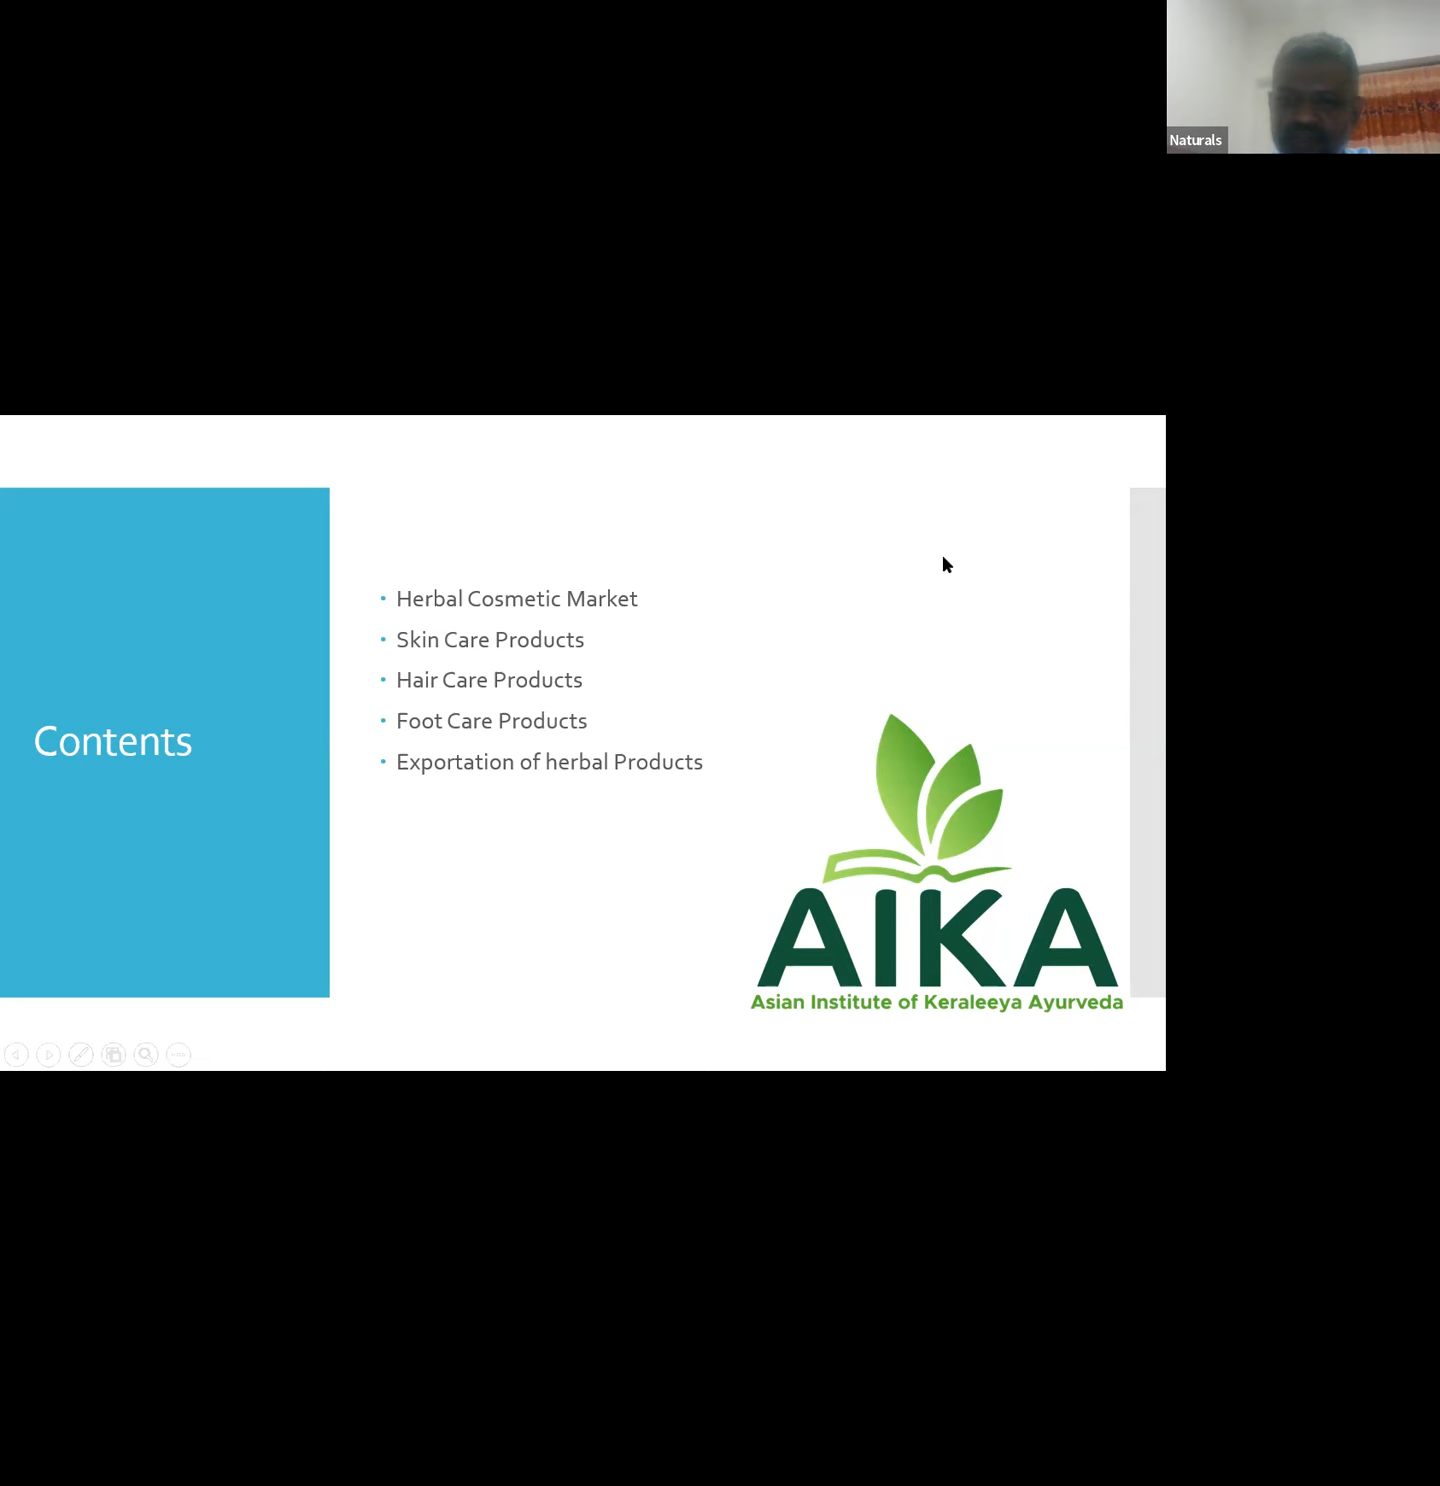 Naturals
Contents
• Herbal Cosmetic Market
• Skin Care Products
• Hair Care Products
• Foot Care Products
• Exportation of herbal Products
AIKA
Asian Institute of Keraleeya Ayurveda